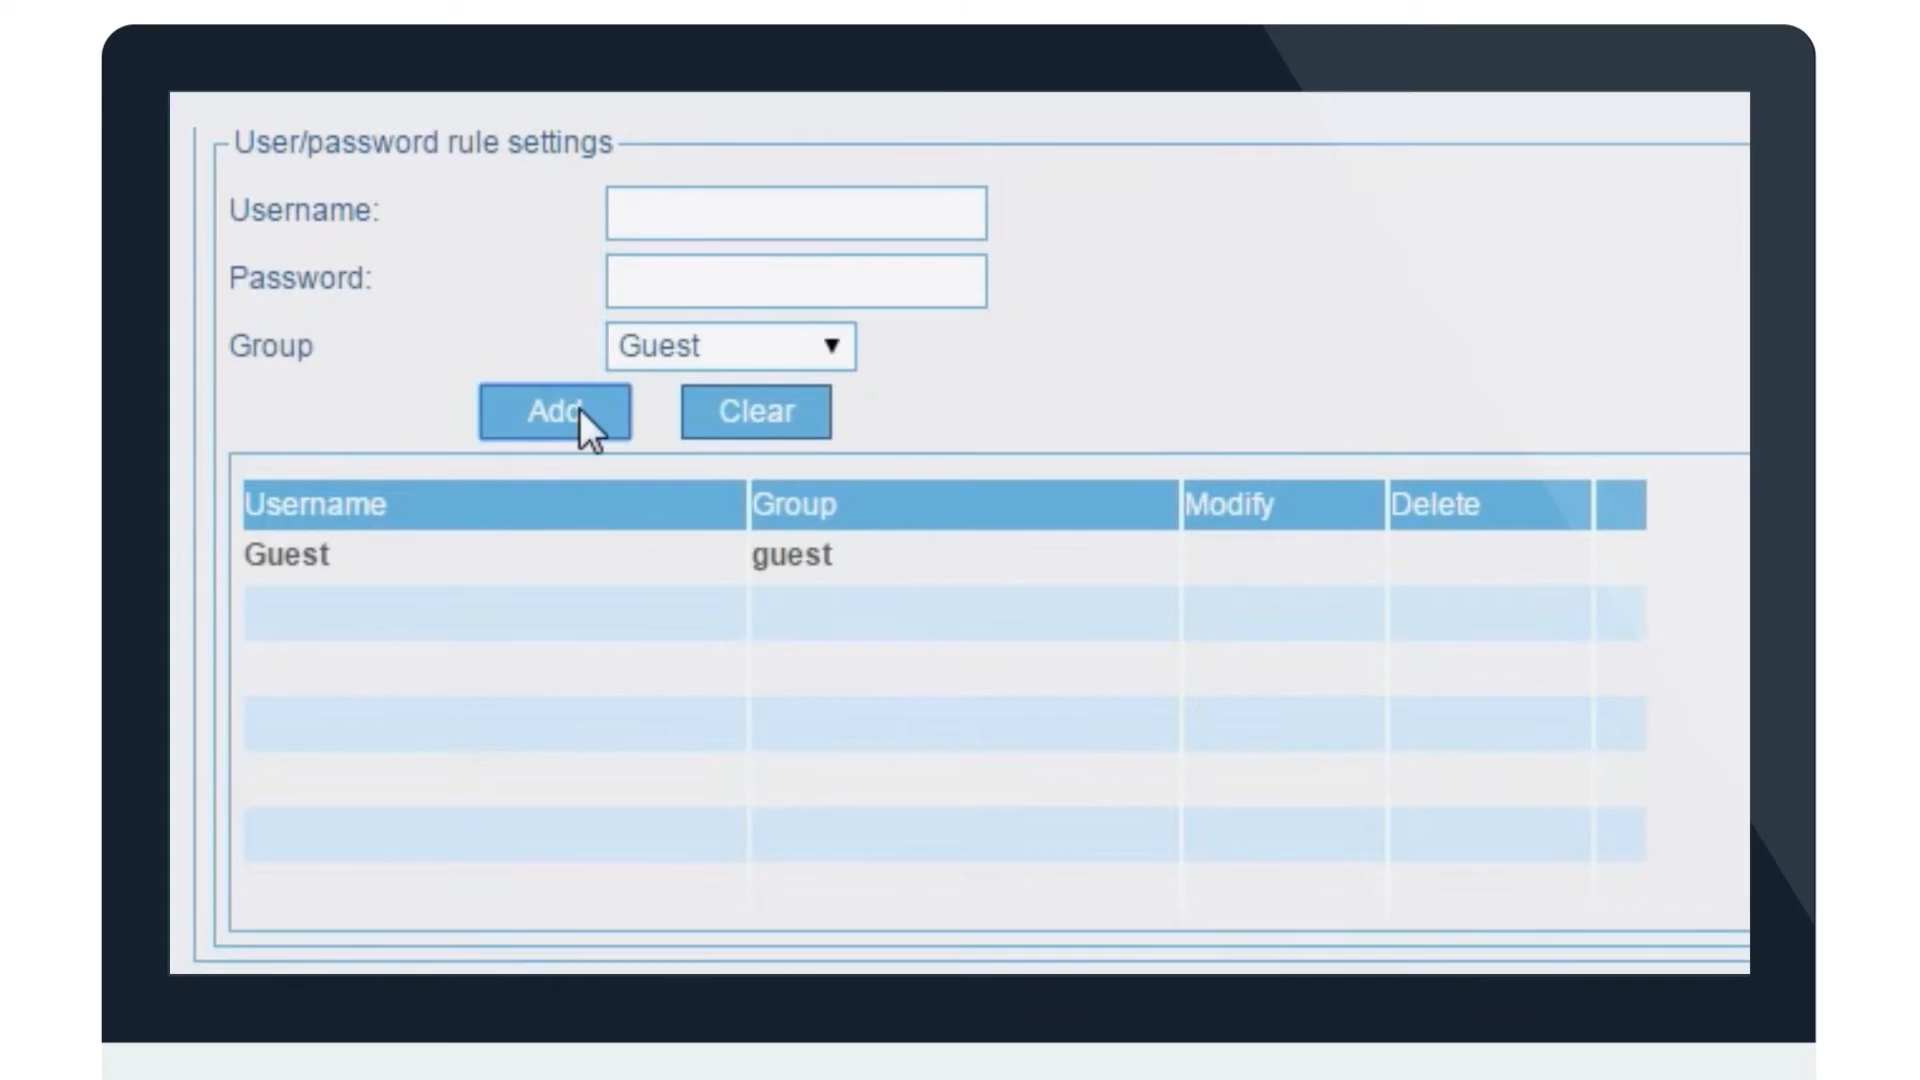 User/password rule settings
Username:
Password:
Group Guest
Add Clear
Username Group Modify Delete
Guest guest